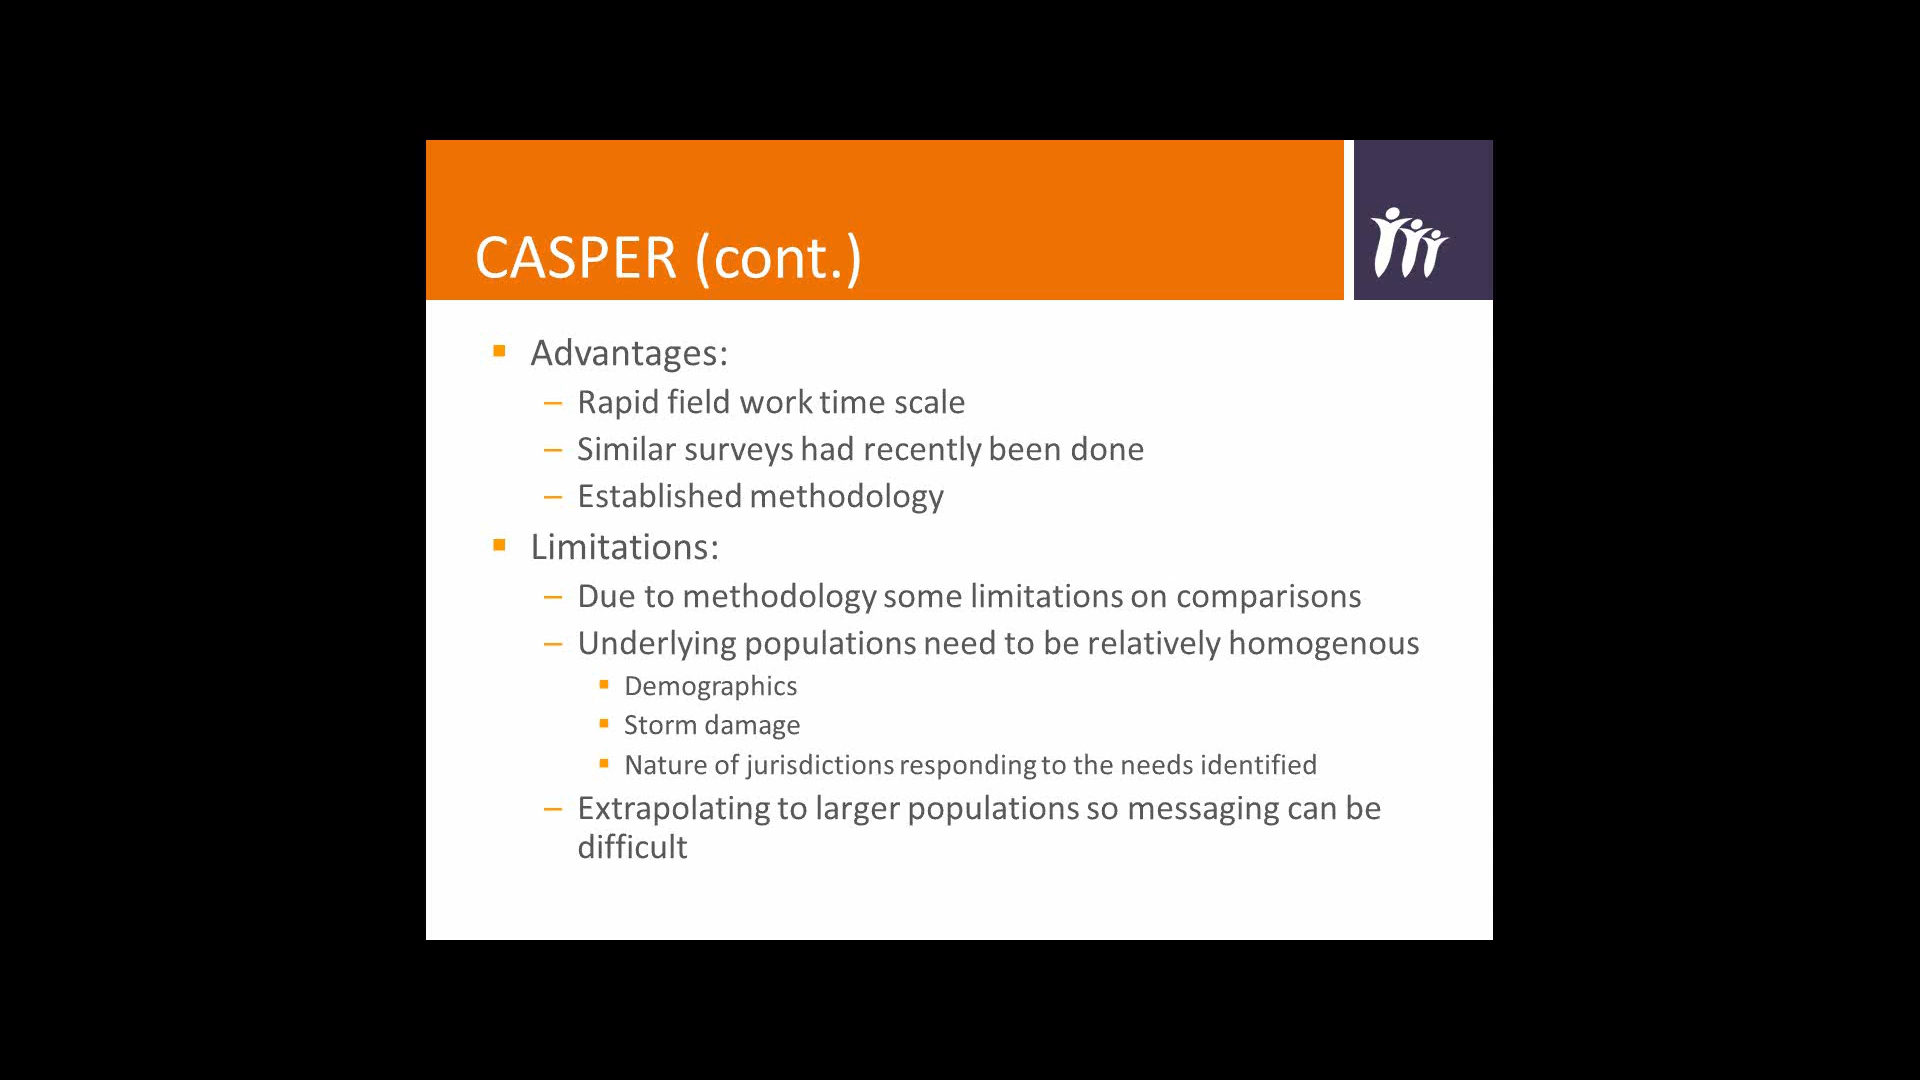 CASPER (cont.)
Advantages:
– Rapid field work time scale
– Similar surveys had recently been done
– Established methodology
Limitations:
– Due to methodology some limitations on comparisons
– Underlying populations need to be relatively homogenous
Demographics
Storm damage
Nature of jurisdictions responding to the needs identified
– Extrapolating to larger populations so messaging can be
difficult